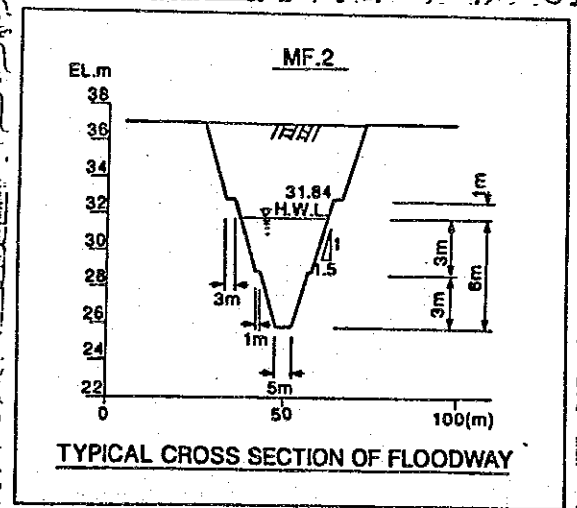 MF.2
EL.m
38
36
34
32
30
28
26
24
22
0
50
100(m)
31.84
H.W.L.
1
1.5
3m
1m
5m
1m
3m
3m
6m
TYPICAL CROSS SECTION OF FLOODWAY